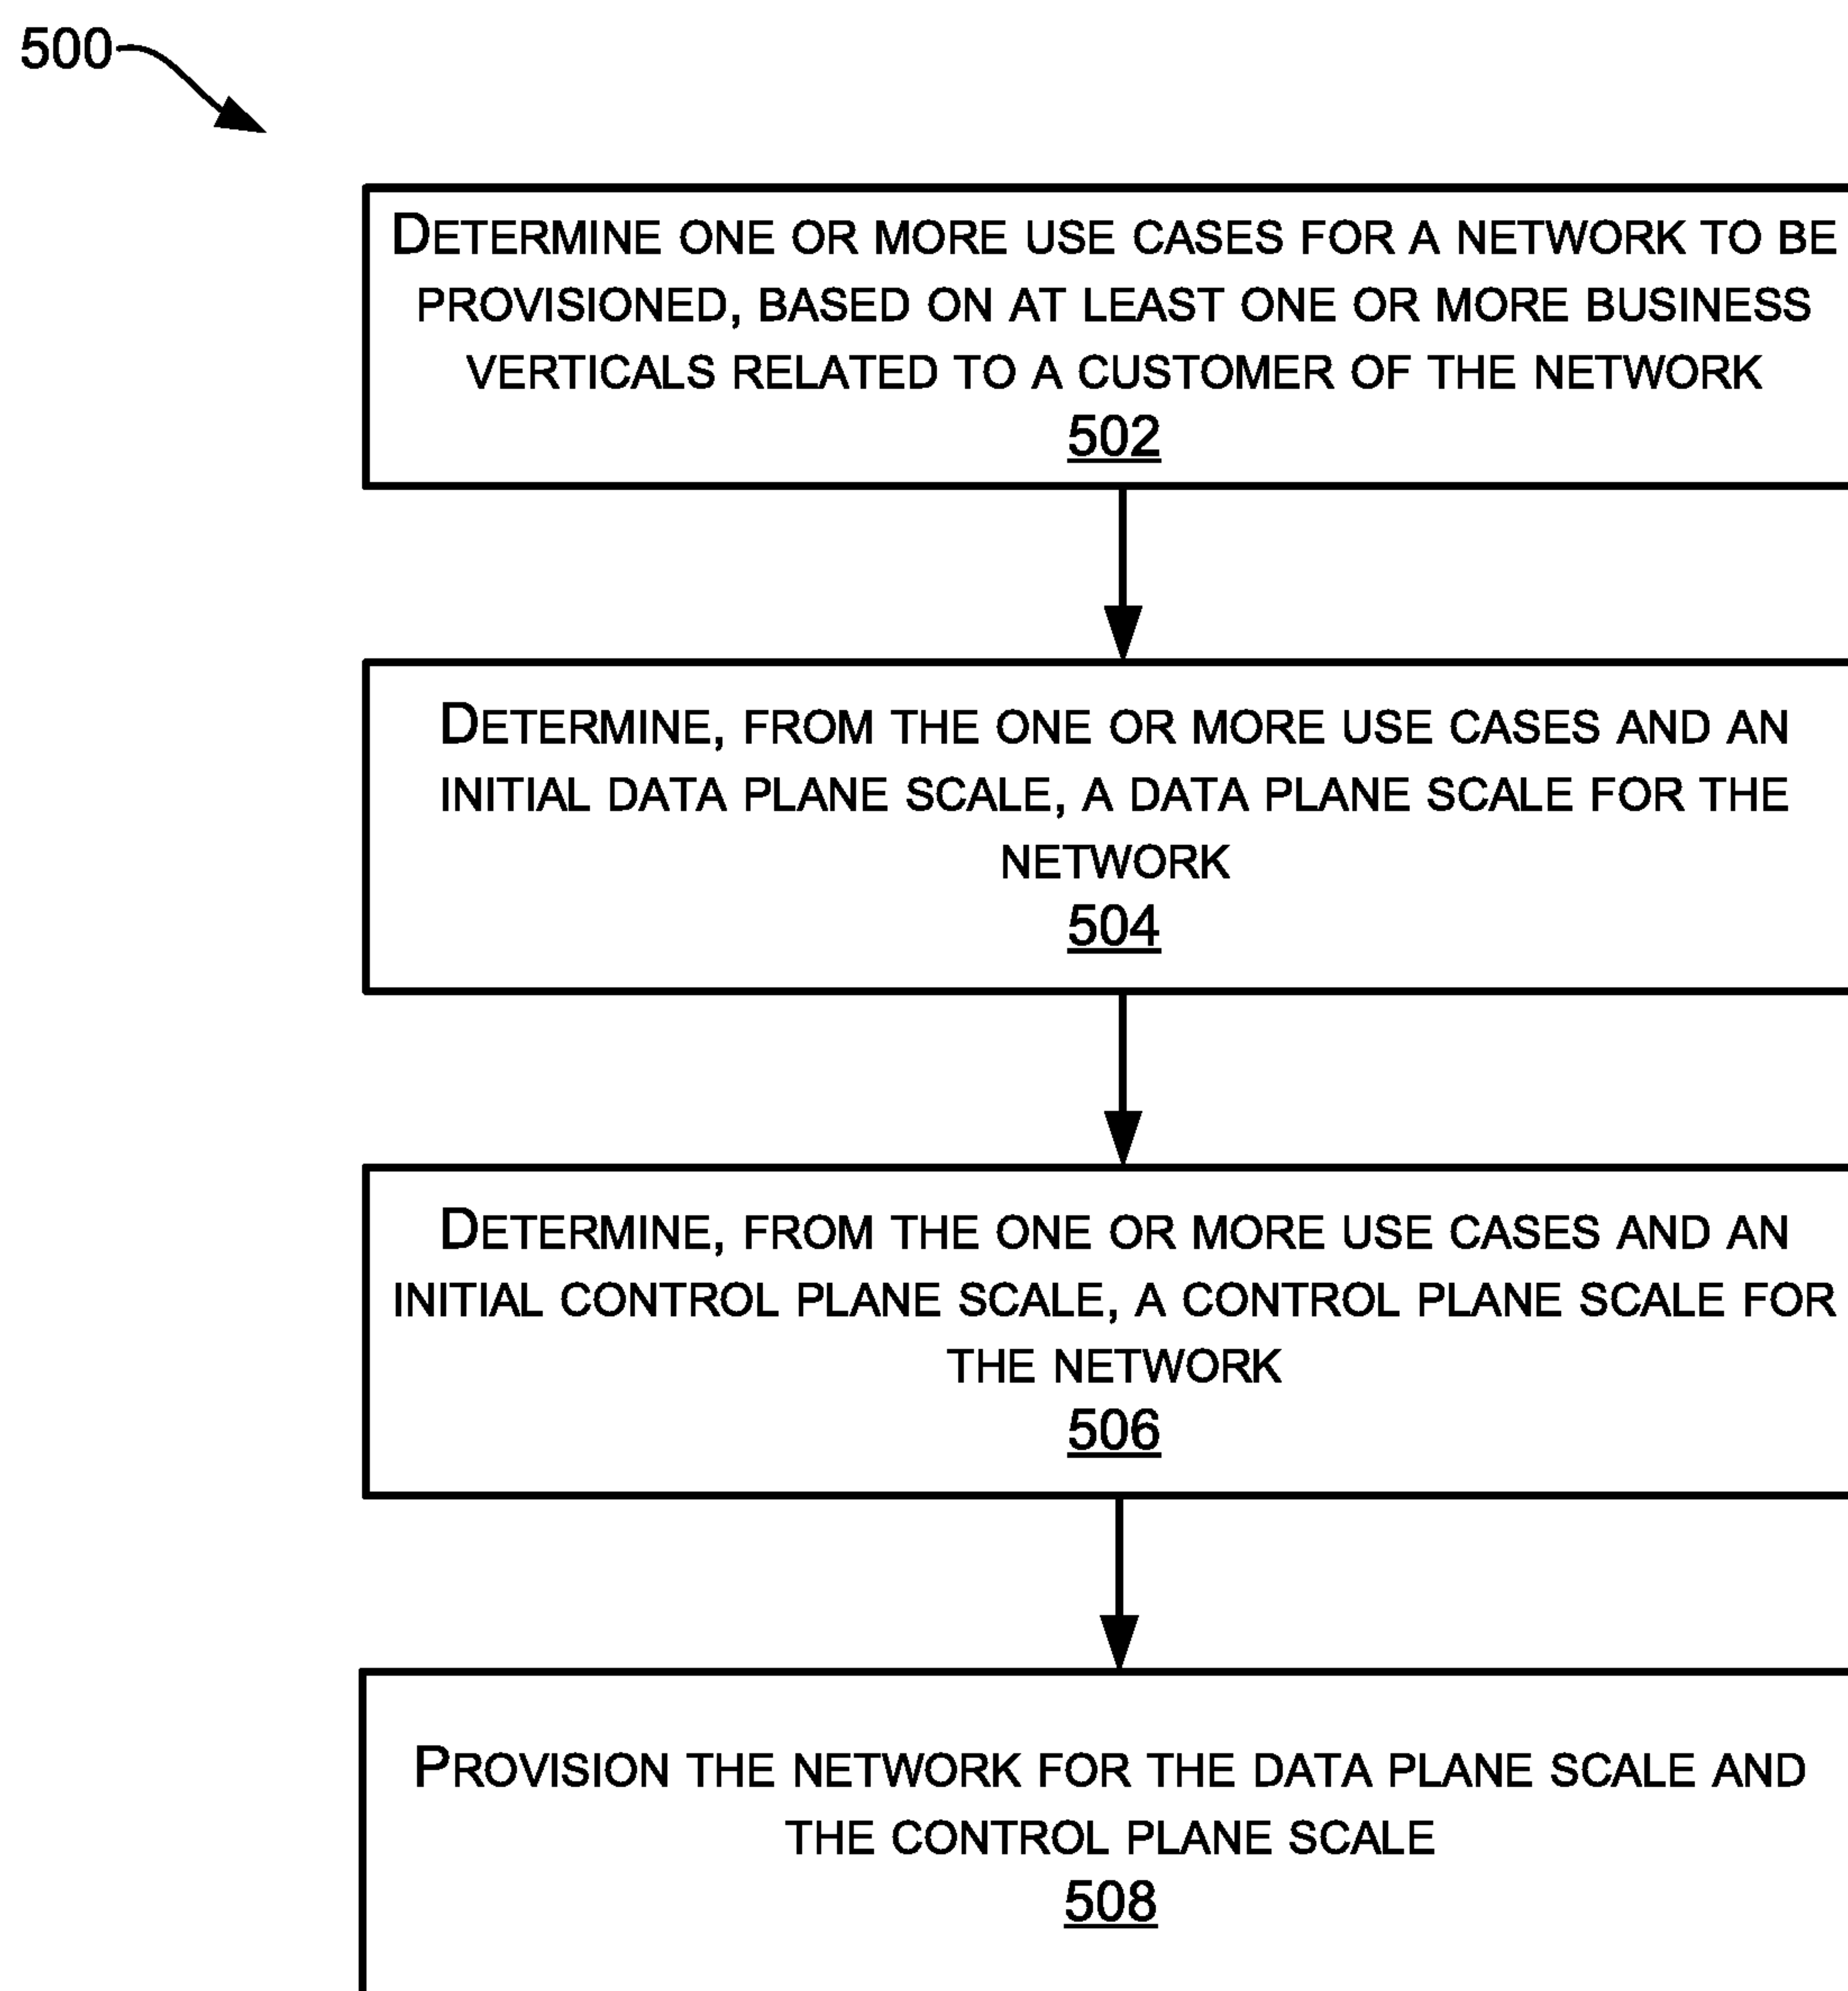 500
DETERMINE ONE OR MORE USE CASES FOR A NETWORK TO BE
PROVISIONED, BASED ON AT LEAST ONE OR MORE BUSINESS
VERTICALS RELATED TO A CUSTOMER OF THE NETWORK
502
DETERMINE, FROM THE ONE OR MORE USE CASES AND AN
INITIAL DATA PLANE SCALE, A DATA PLANE SCALE FOR THE
NETWORK
504
DETERMINE, FROM THE ONE OR MORE USE CASES AND AN
INITIAL CONTROL PLANE SCALE, A CONTROL PLANE SCALE FOR
THE NETWORK
506
PROVISION THE NETWORK FOR THE DATA PLANE SCALE AND
THE CONTROL PLANE SCALE
508